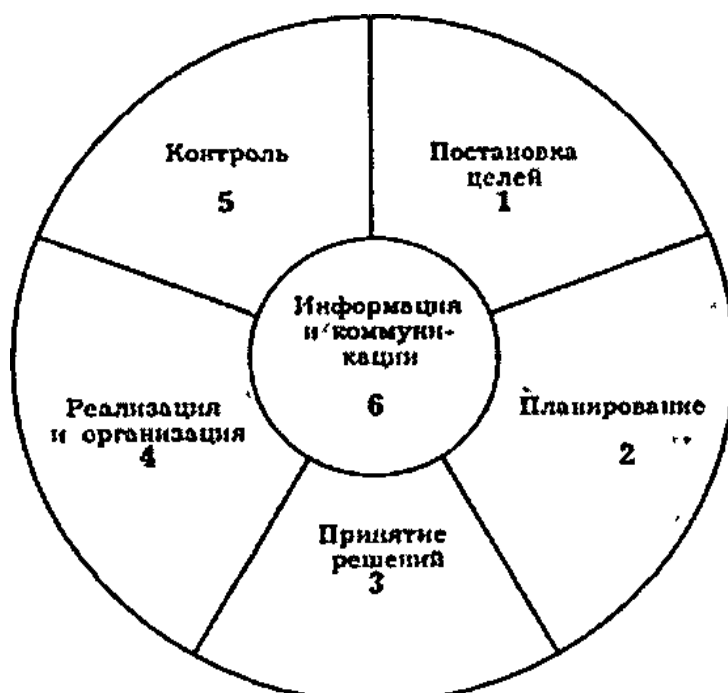 Постановка
целей
1
Планирование
2
Принятие
решений
3
Реализация
и организация
4
Контроль
5
Информация
и коммуни-
кации
6